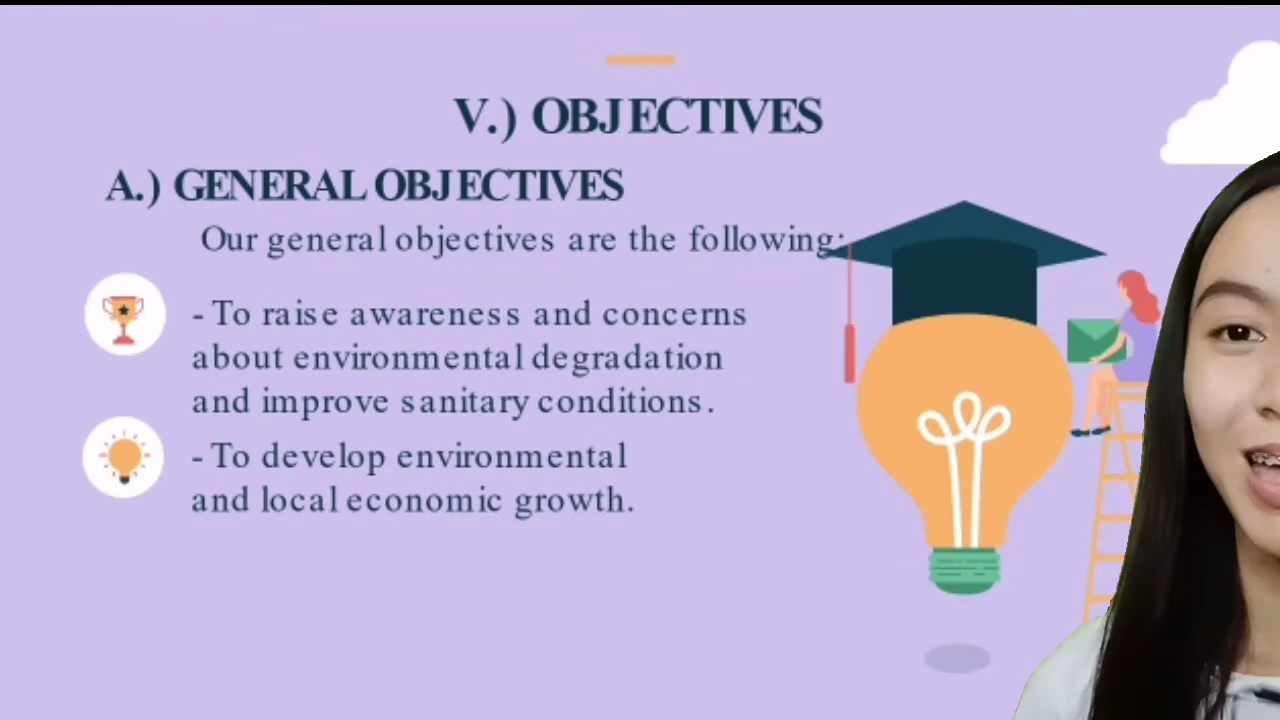 V.) OBJECTIVES
A.) GENERAL OBJECTIVES
Our general objectives are the following:
- To raise awareness and concerns
about environmental degradation
and improve sanitary conditions.
- To develop environmental
and local economic growth.